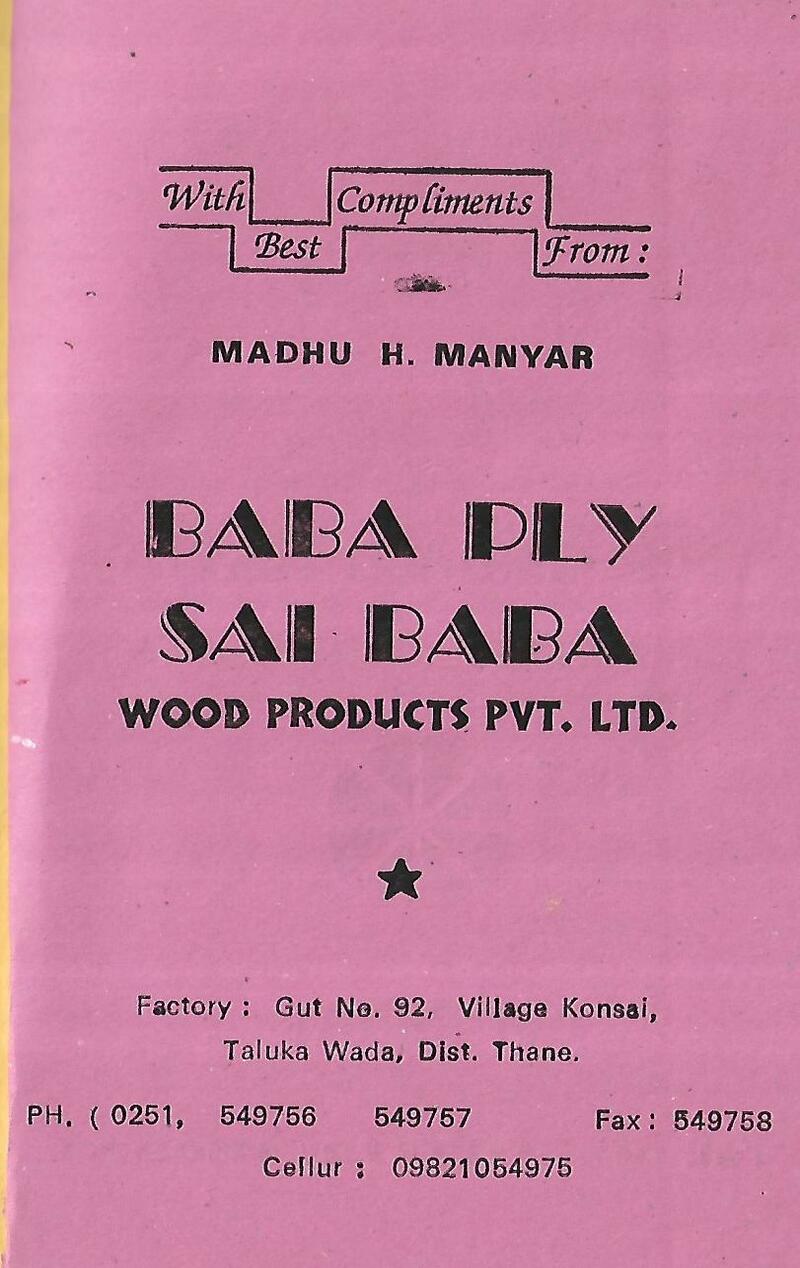 With Best Compliments From :
MADHU H. MANYAR
BABA PLY
SAI BABA
WOOD PRODUCTS PVT. LTD.
Factory : Gut No. 92, Village Konsai,
Taluka Wada, Dist. Thane.
PH. ( 0251, 549756 549757 Fax : 549758
Cellur : 09821054975